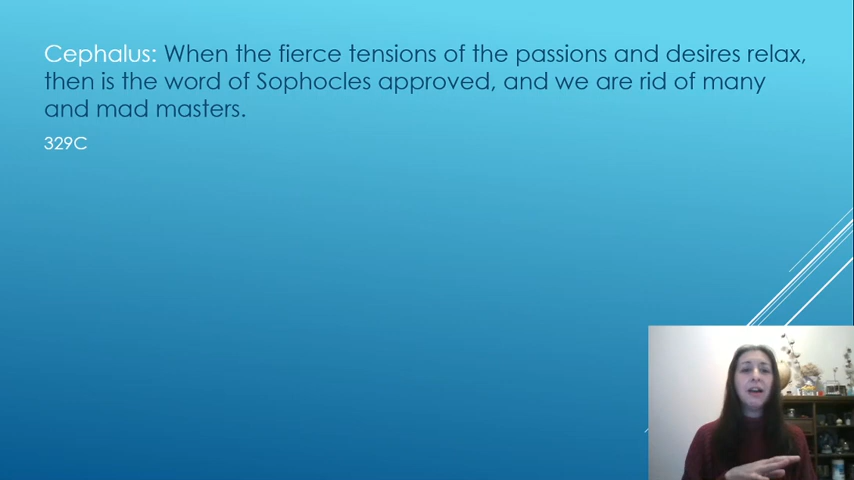 Cephalus: When the fierce tensions of the passions and desires relax,
then is the word of Sophocles approved, and we are rid of many
and mad masters.
329C